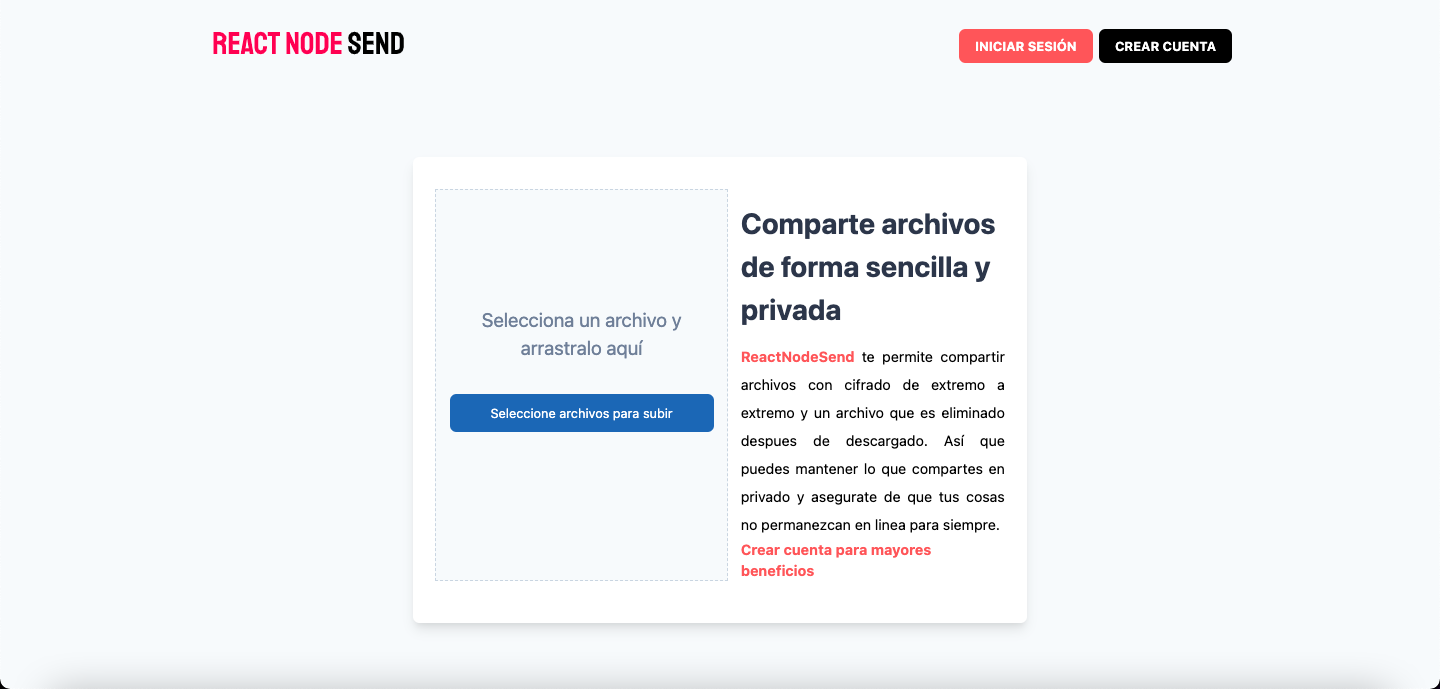 REACT NODE SEND
INICIAR SESIÓN
CREAR CUENTA
Selecciona un archivo y
arrastralo aquí
Seleccione archivos para subir
Comparte archivos
de forma sencilla y
privada
ReactNodeSend te permite compartir
archivos con cifrado de extremo a
extremo y un archivo que es eliminado
despues de descargado. Así que
puedes mantener lo que compartes en
privado y asegurate de que tus cosas
no permanezcan en linea para siempre.
Crear cuenta para mayores
beneficios